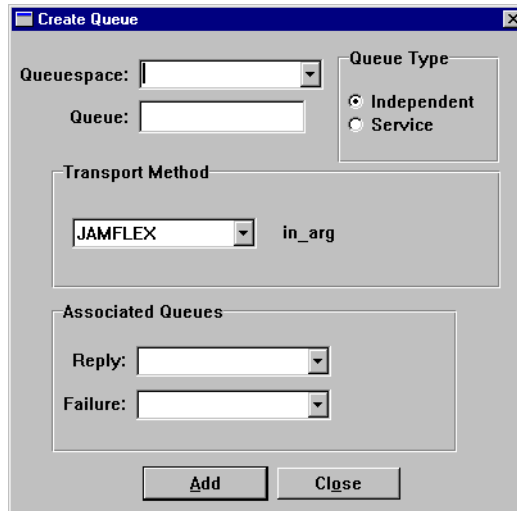 Create Queue
Queuespace:
Queue:
Queue Type
Independent
Service
Transport Method
JAMFLEX
in_arg
Associated Queues
Reply:
Failure:
Add
Close